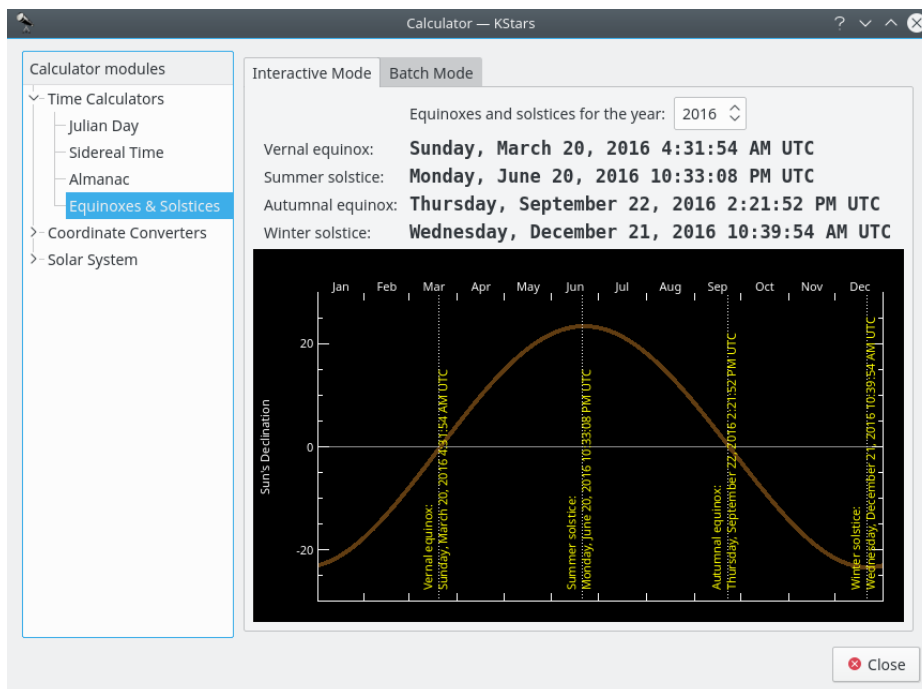 Calculator — KStars
Calculator modules
Time Calculators
Julian Day
Sidereal Time
Almanac
Equinoxes & Solstices
Coordinate Converters
Solar System
Interactive Mode
Batch Mode
Equinoxes and solstices for the year: 2016
Vernal equinox: Sunday, March 20, 2016 4:31:54 AM UTC
Summer solstice: Monday, June 20, 2016 10:33:08 PM UTC
Autumnal equinox: Thursday, September 22, 2016 2:21:52 PM UTC
Winter solstice: Wednesday, December 21, 2016 10:39:54 AM UTC
Jan Feb Mar Apr May Jun Jul Aug Sep Oct Nov Dec
20
0
-20
Sun's Declination
Vernal equinox:
Sunday, March 20, 2016 4:31:54 AM UTC
Summer solstice:
Monday, June 20, 2016 10:33:08 PM UTC
Autumnal equinox:
Thursday, September 22, 2016 2:21:52 PM UTC
Winter solstice:
Wednesday, December 21, 2016 10:39:54 AM UTC
Close